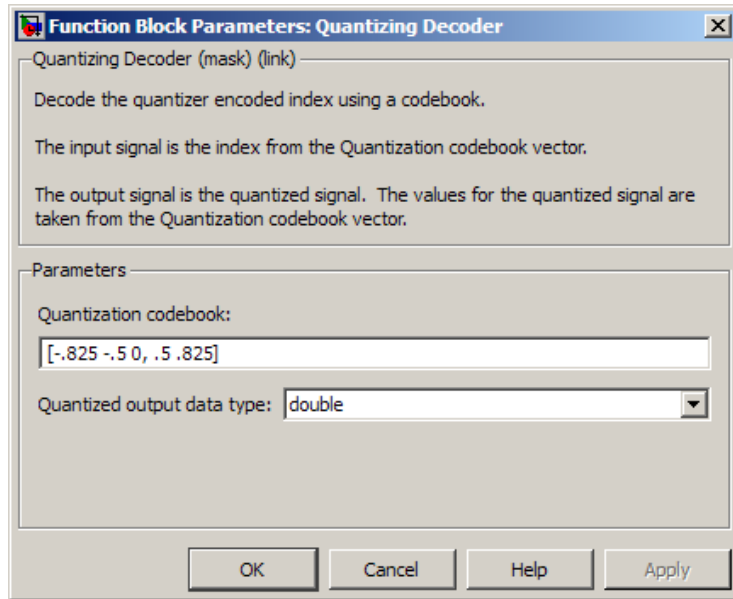 Function Block Parameters: Quantizing Decoder
Quantizing Decoder (mask) (link)
Decode the quantizer encoded index using a codebook.
The input signal is the index from the Quantization codebook vector.
The output signal is the quantized signal. The values for the quantized signal are
taken from the Quantization codebook vector.
Parameters
Quantization codebook:
[-.825 -.5 0, .5 .825]
Quantized output data type: double
OK Cancel Help Apply